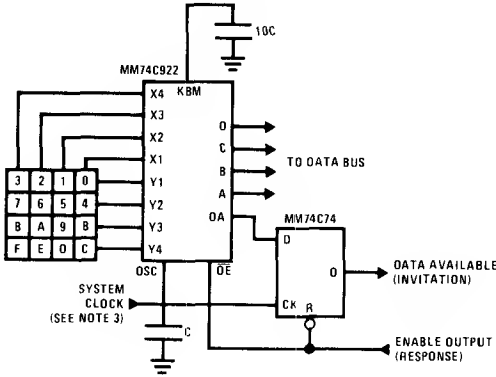 10C
MM74C922
KBM
X4
X3
X2
X1
Y1
Y2
Y3
Y4
O
C
B
A
OA
TO OATA BUS
3 2 1 0
7 6 5 4
B A 9 B
F E O C
MM74C74
D
O
CK
R
OSC
OE
OATA AVAILABLE
(INVITATION)
SYSTEM
CLOCK
(SEE NOTE 3)
C
ENABLE OUTPUT
(RESPONSE)